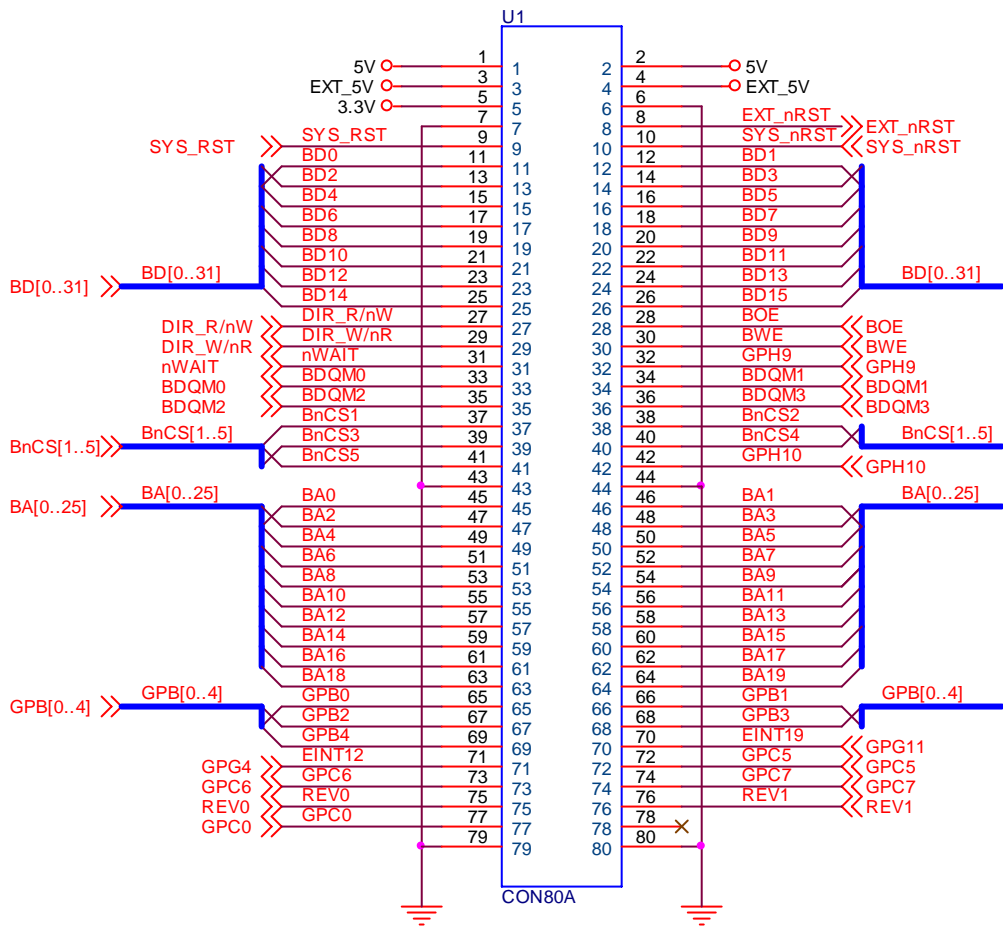 U1
1 2
5V 1 2 5V
3 4
EXT_5V 3 4 EXT_5V
5 6
3.3V 5 6
7 8 EXT_nRST
7 8 EXT_nRST
SYS_RST 9 10 SYS_nRST
SYS_RST 9 10 SYS_nRST
BD0 11 12 BD1
11 12
BD2 13 14 BD3
13 14
BD4 15 16 BD5
15 16
BD6 17 18 BD7
17 18
BD8 19 20 BD9
19 20
BD10 21 22 BD11
21 22
BD[0..31] BD12 23 24 BD13 BD[0..31]
BD[0..31] 23 24
BD14 25 26 BD15
25 26
DIR_R/nW 27 28 BOE
DIR_R/nW 27 28 BOE
DIR_W/nR 29 30 BWE
DIR_W/nR 29 30 BWE
nWAIT 31 32 GPH9
nWAIT 31 32 GPH9
BDQM0 33 34 BDQM1
BDQM0 33 34 BDQM1
BDQM2 35 36 BDQM3
BDQM2 35 36 BDQM3
BnCS1 37 38 BnCS2
37 38
BnCS[1..5] BnCS3 39 40 BnCS4 BnCS[1..5]
BnCS[1..5] 39 40
BnCS5 41 42 GPH10
41 42 GPH10
43 44
43 44
BA[0..25] BA0 45 46 BA1 BA[0..25]
BA[0..25] 45 46
BA2 47 48 BA3
47 48
BA4 49 50 BA5
49 50
BA6 51 52 BA7
51 52
BA8 53 54 BA9
53 54
BA10 55 56 BA11
55 56
BA12 57 58 BA13
57 58
BA14 59 60 BA15
59 60
BA16 61 62 BA17
61 62
BA18 63 64 BA19
63 64
GPB[0..4] GPB0 65 66 GPB1 GPB[0..4]
GPB[0..4] 65 66
GPB2 67 68 GPB3
67 68
GPB4 69 70 EINT19
69 70 GPG11
EINT12 71 72 GPC5
GPG4 71 72 GPC5
GPC6 73 74 GPC7
GPC6 73 74 GPC7
REV0 75 76 REV1
REV0 75 76 REV1
GPC0 77 78
GPC0 77 78
79 80
79 80
CON80A